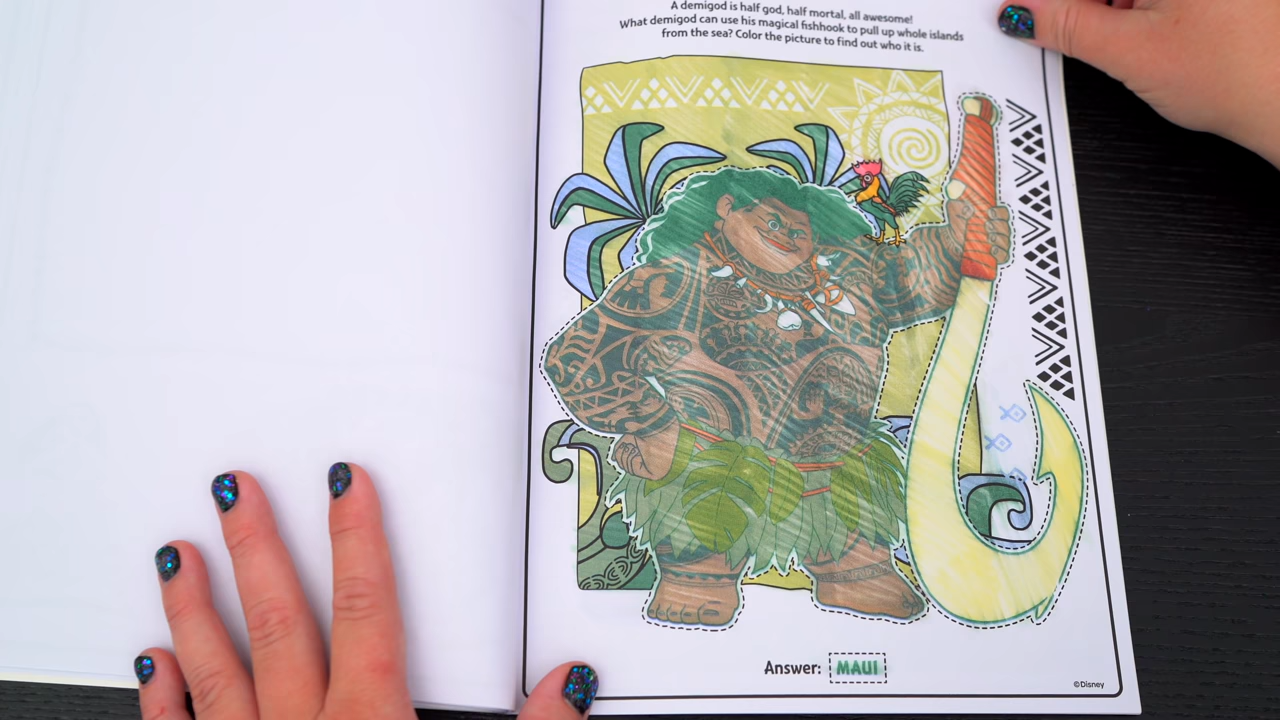 A demigod is half god, half mortal, all awesome!
What demigod can use his magical fishhook to pull up whole islands
from the sea? Color the picture to find out who it is.
Answer: MAUI
©Disney